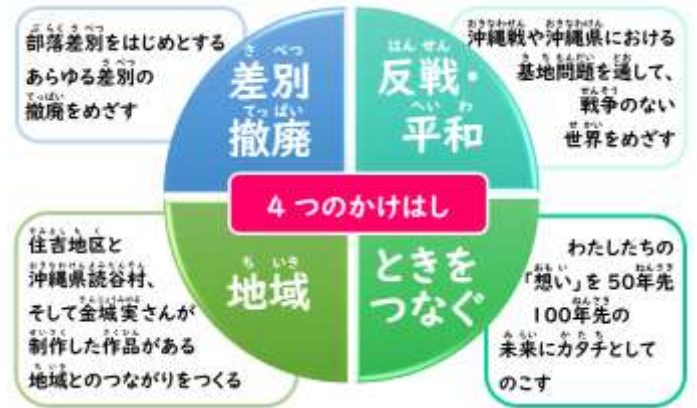 部落差別をはじめとする
あらゆる差別の
撤廃をめざす
差別
撤廃
反戦・
平和
沖縄戦や沖縄県における
基地問題を通して、
戦争のない
世界をめざす
4 つのかけはし
住吉地区と
沖縄県読谷村、
そして金城実さんが
制作した作品がある
地域とのつながりをつくる
地域
ときを
つなぐ
わたしたちの
「想い」を 50年先
100年先の
未来にカタチとして
のこす